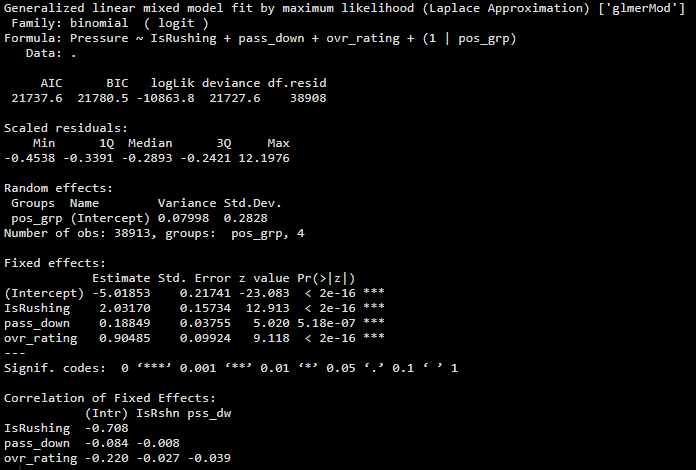 Generalized linear mixed model fit by maximum likelihood (Laplace Approximation) ['glmerMod']
 Family: binomial  ( logit )
Formula: Pressure ~ IsRushing + pass_down + ovr_rating + (1 | pos_grp)
   Data: .

     AIC      BIC   logLik deviance df.resid
 21737.6  21780.5 -10863.8  21727.6    38908

Scaled residuals:
    Min      1Q  Median      3Q     Max
-0.4538 -0.3391 -0.2893 -0.2421 12.1976

Random effects:
 Groups  Name        Variance Std.Dev.
 pos_grp (Intercept) 0.07998  0.2828
Number of obs: 38913, groups:  pos_grp, 4

Fixed effects:
            Estimate Std. Error z value Pr(>|z|)
(Intercept) -5.01853    0.21741 -23.083  < 2e-16 ***
IsRushing    2.03170    0.15734  12.913  < 2e-16 ***
pass_down    0.18849    0.03755   5.020 5.18e-07 ***
ovr_rating   0.90485    0.09924   9.118  < 2e-16 ***
---
Signif. codes:  0 ‘***’ 0.001 ‘**’ 0.01 ‘*’ 0.05 ‘.’ 0.1 ‘ ’ 1

Correlation of Fixed Effects:
           (Intr) IsRshn pss_dw
IsRushing  -0.708
pass_down  -0.084 -0.008
ovr_rating -0.220 -0.027 -0.039